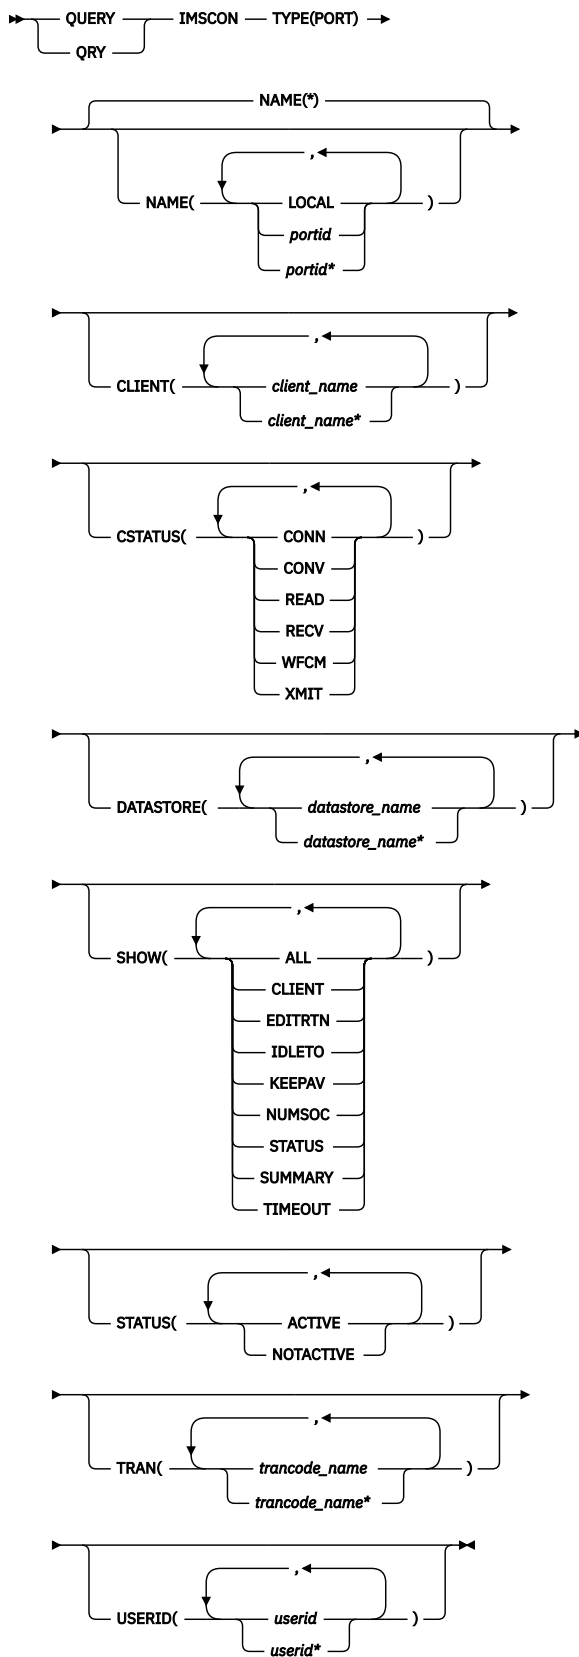 QUERY IMSCON TYPE(PORT)
QRY
NAME(*)
,
NAME( LOCAL )
portid
portid*
,
CLIENT( client_name )
client_name*
,
CSTATUS( CONN )
CONV
READ
RECV
WFCM
XMIT
,
DATASTORE( datastore_name )
datastore_name*
,
SHOW( ALL )
CLIENT
EDITRTN
IDLETO
KEEPAV
NUMSOC
STATUS
SUMMARY
TIMEOUT
,
STATUS( ACTIVE )
NOTACTIVE
,
TRAN( trancode_name )
trancode_name*
,
USERID( userid )
userid*